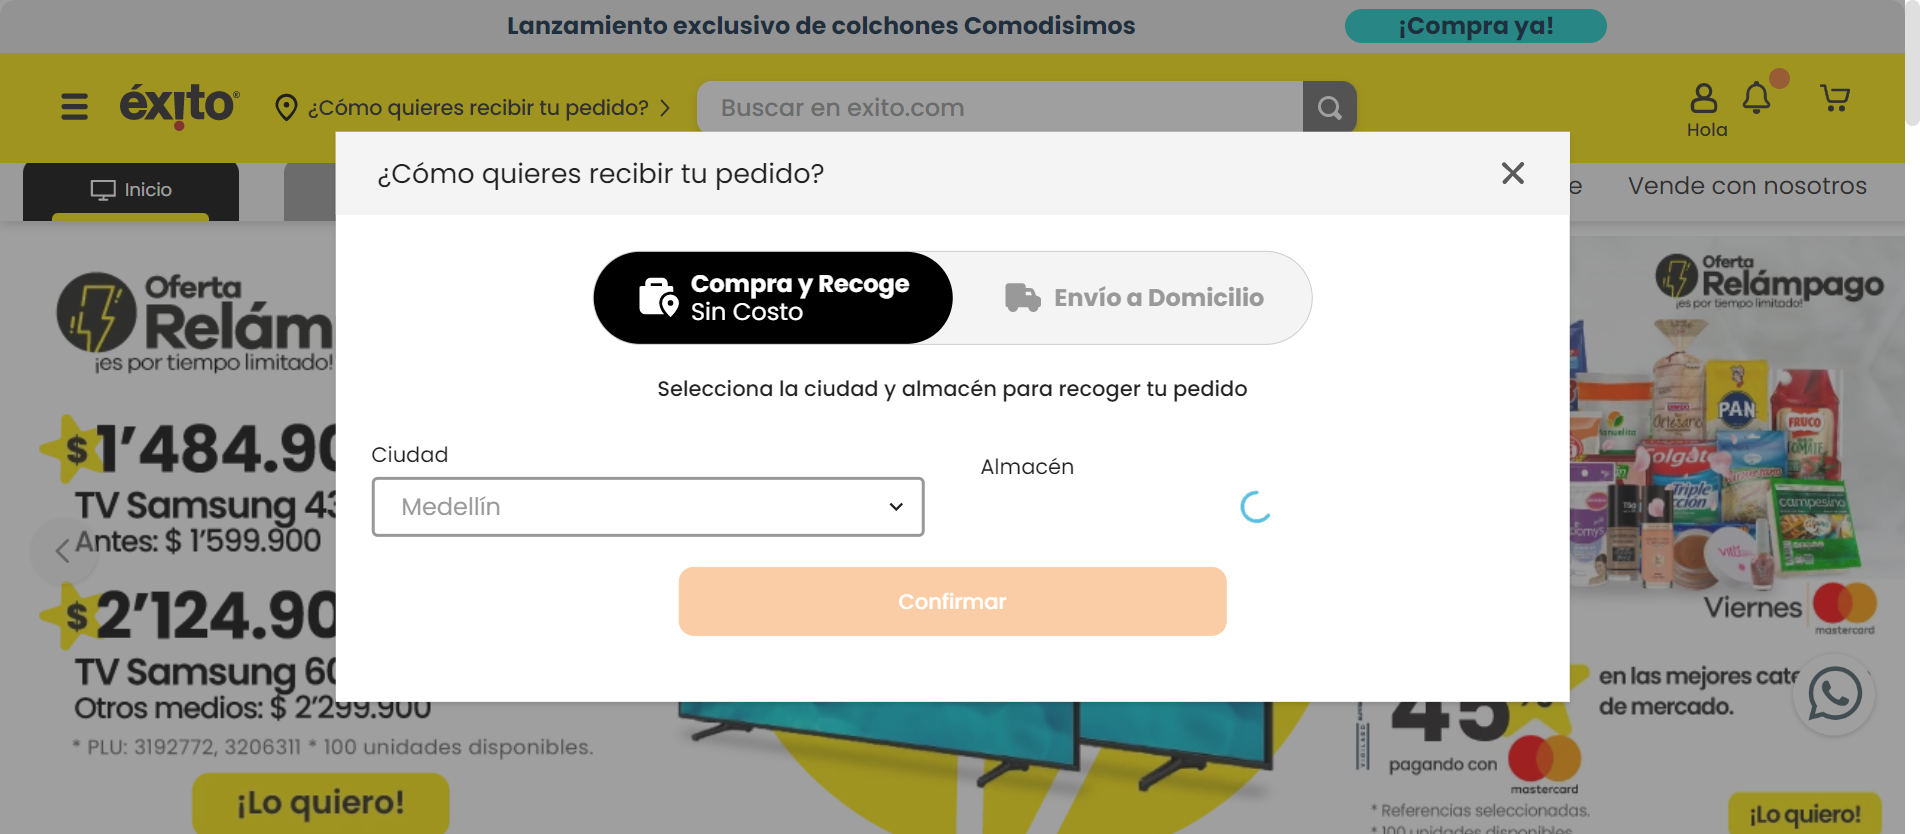 Lanzamiento exclusivo de colchones Comodisimos
¡Compra ya!
éxito
¿Cómo quieres recibir tu pedido?
Buscar en exito.com
Hola
Inicio
Vende con nosotros
¿Cómo quieres recibir tu pedido?
Compra y Recoge
Sin Costo
Envío a Domicilio
Selecciona la ciudad y almacén para recoger tu pedido
Ciudad
Almacén
Medellín
Confirmar
Oferta
Relám
¡es por tiempo limitado!
$1'484.90
TV Samsung 43
Antes: $ 1'599.900
$2'124.90
TV Samsung 60
Otros medios: $ 2'299.900
* PLU: 3192772, 3206311 * 100 unidades disponibles.
¡Lo quiero!
Oferta
Relámpago
¡es por tiempo limitado!
PAN
FRUCO
TOMATE
Artesano
Manuelita
Colgate
Triple
Acción
campesino
Viernes
mastercard
en las mejores cate
de mercado.
45%
VIGILADO
pagando con
mastercard
* Referencias seleccionadas.
* 100 unidades disponibles
¡Lo quiero!